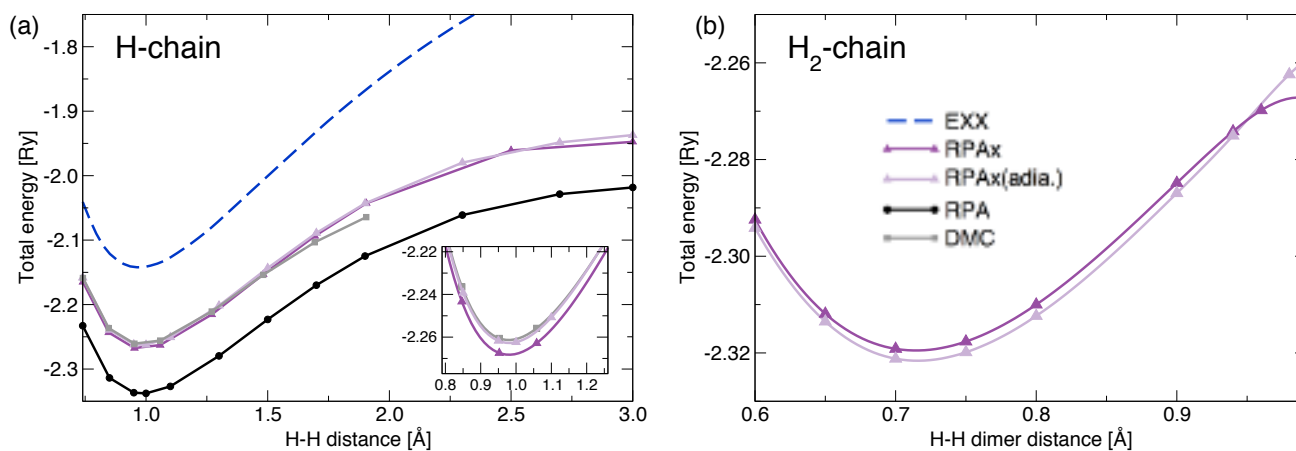 (a)
H-chain
-1.8
-1.9
-2.0
-2.1
-2.2
-2.3
Total energy [Ry]
1.0
1.5
2.0
2.5
3.0
H-H distance [Å]
-2.22
-2.24
-2.26
0.8
0.9
1.0
1.1
1.2
(b)
H₂-chain
-2.26
-2.28
-2.30
-2.32
Total energy [Ry]
EXX
RPAx
RPAx(adia.)
RPA
DMC
0.6
0.7
0.8
0.9
H-H dimer distance [Å]